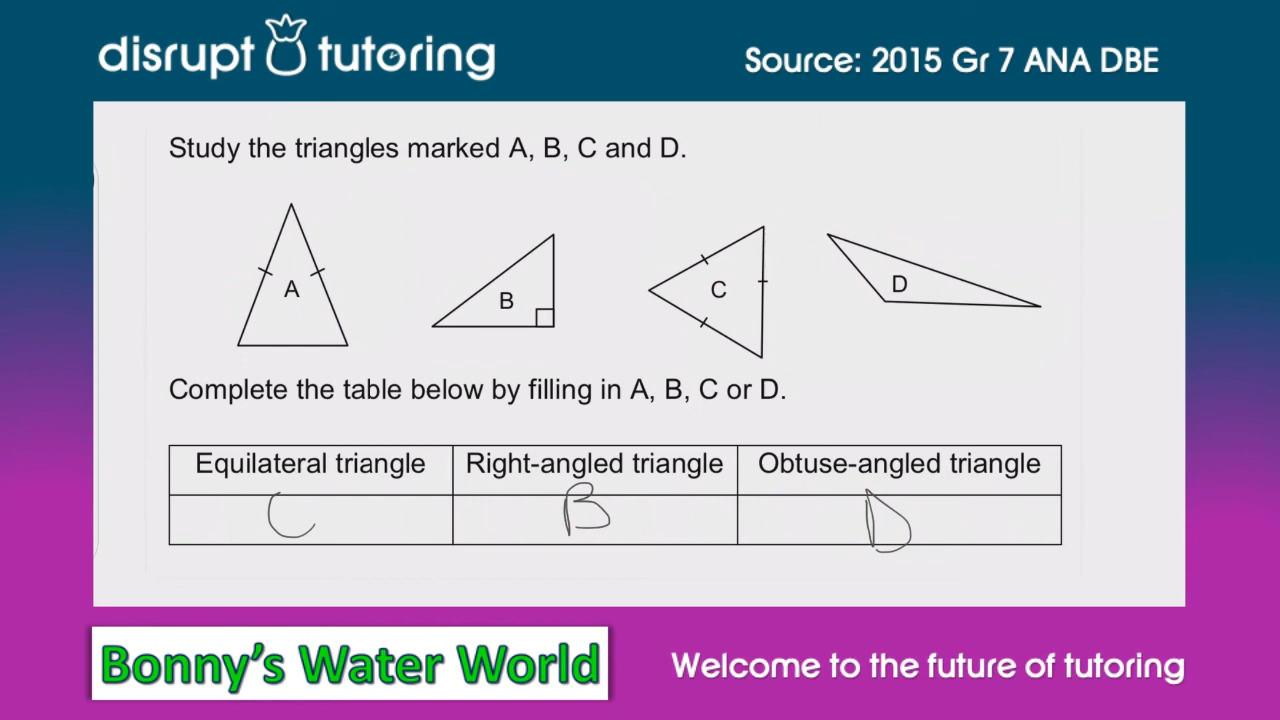 disrupt tutoring
Source: 2015 Gr 7 ANA DBE
Study the triangles marked A, B, C and D.
A
B
C
D
Complete the table below by filling in A, B, C or D.
Equilateral triangle Right-angled triangle Obtuse-angled triangle
C B D
Bonny's Water World
Welcome to the future of tutoring